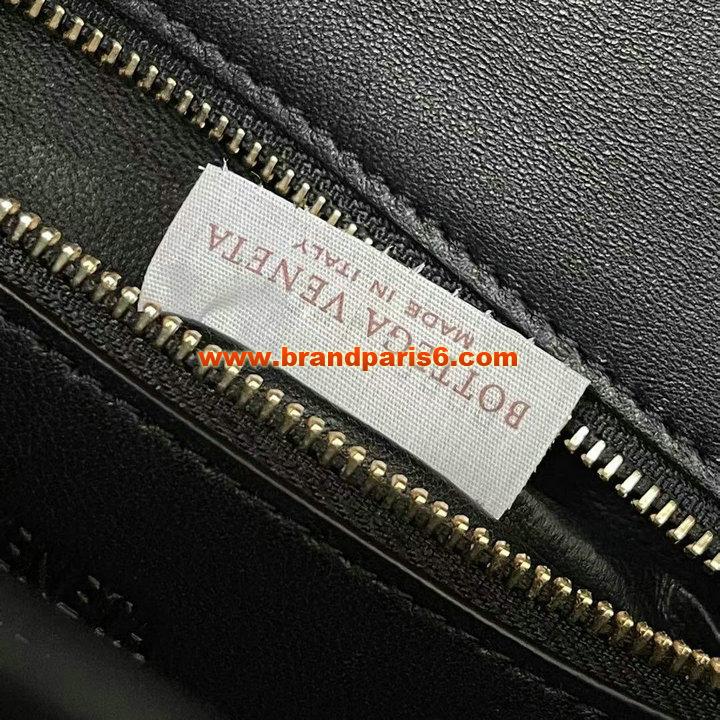 BOTTEGA VENETA
MADE IN ITALY
www.brandparis6.com